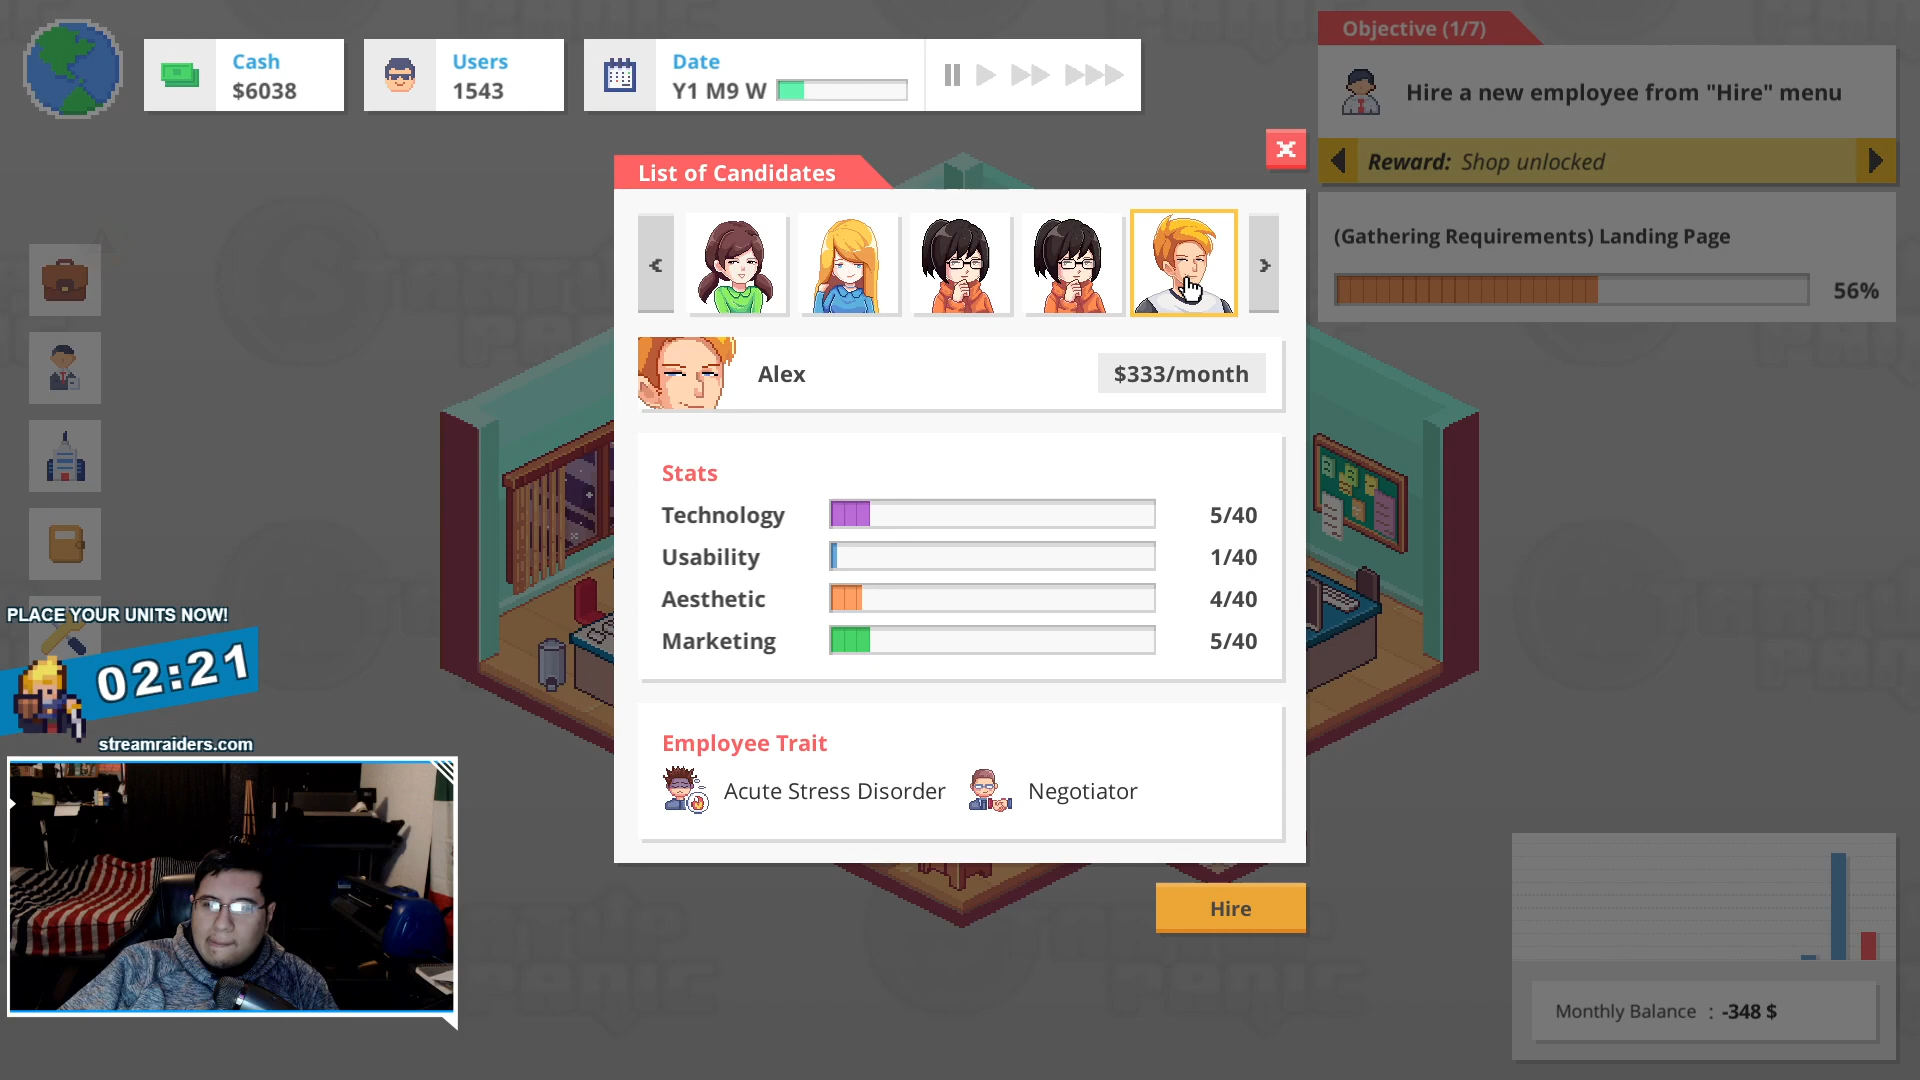 Cash
$6038
Users
1543
Date
Y1 M9 W
Objective (1/7)
Hire a new employee from "Hire" menu
Reward: Shop unlocked
(Gathering Requirements) Landing Page
56%
List of Candidates
Alex
$333/month
Stats
Technology
5/40
Usability
1/40
Aesthetic
4/40
Marketing
5/40
Employee Trait
Acute Stress Disorder
Negotiator
Hire
PLACE YOUR UNITS NOW!
02:21
streamraiders.com
Monthly Balance : -348 $